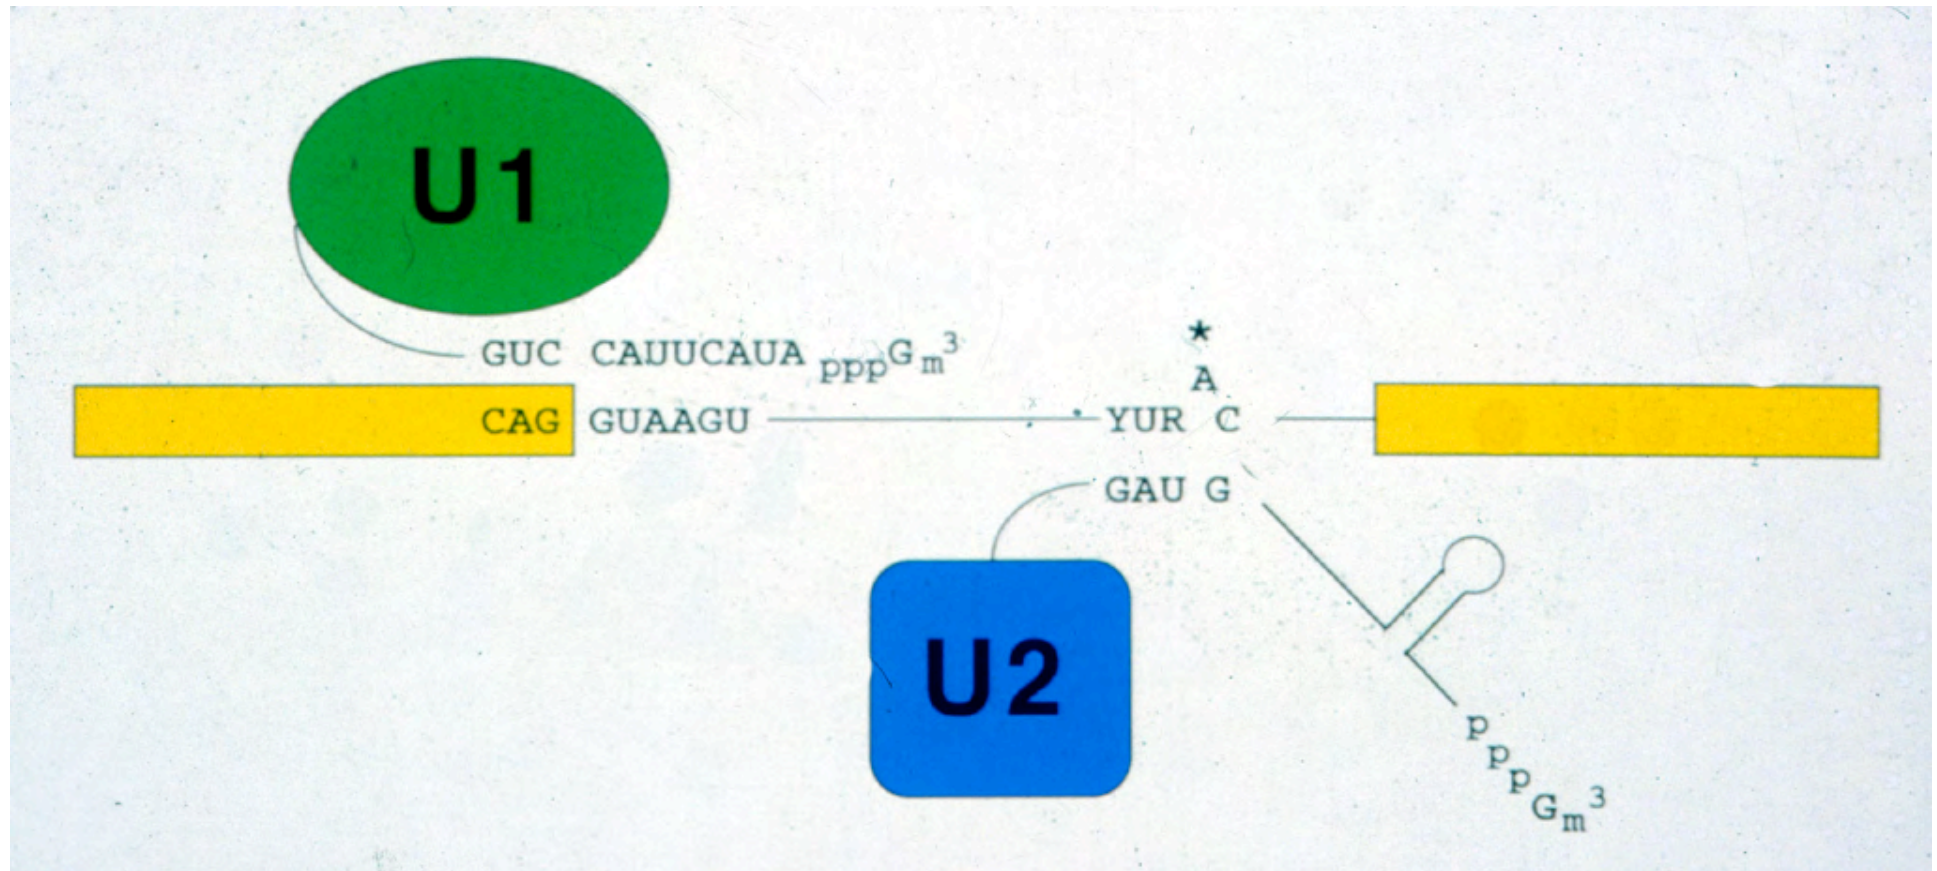 U1
GUC CAUUCAUA pppGm³
CAG GUAAGU
*
A
YUR C
GAU G
U2
pppGm³